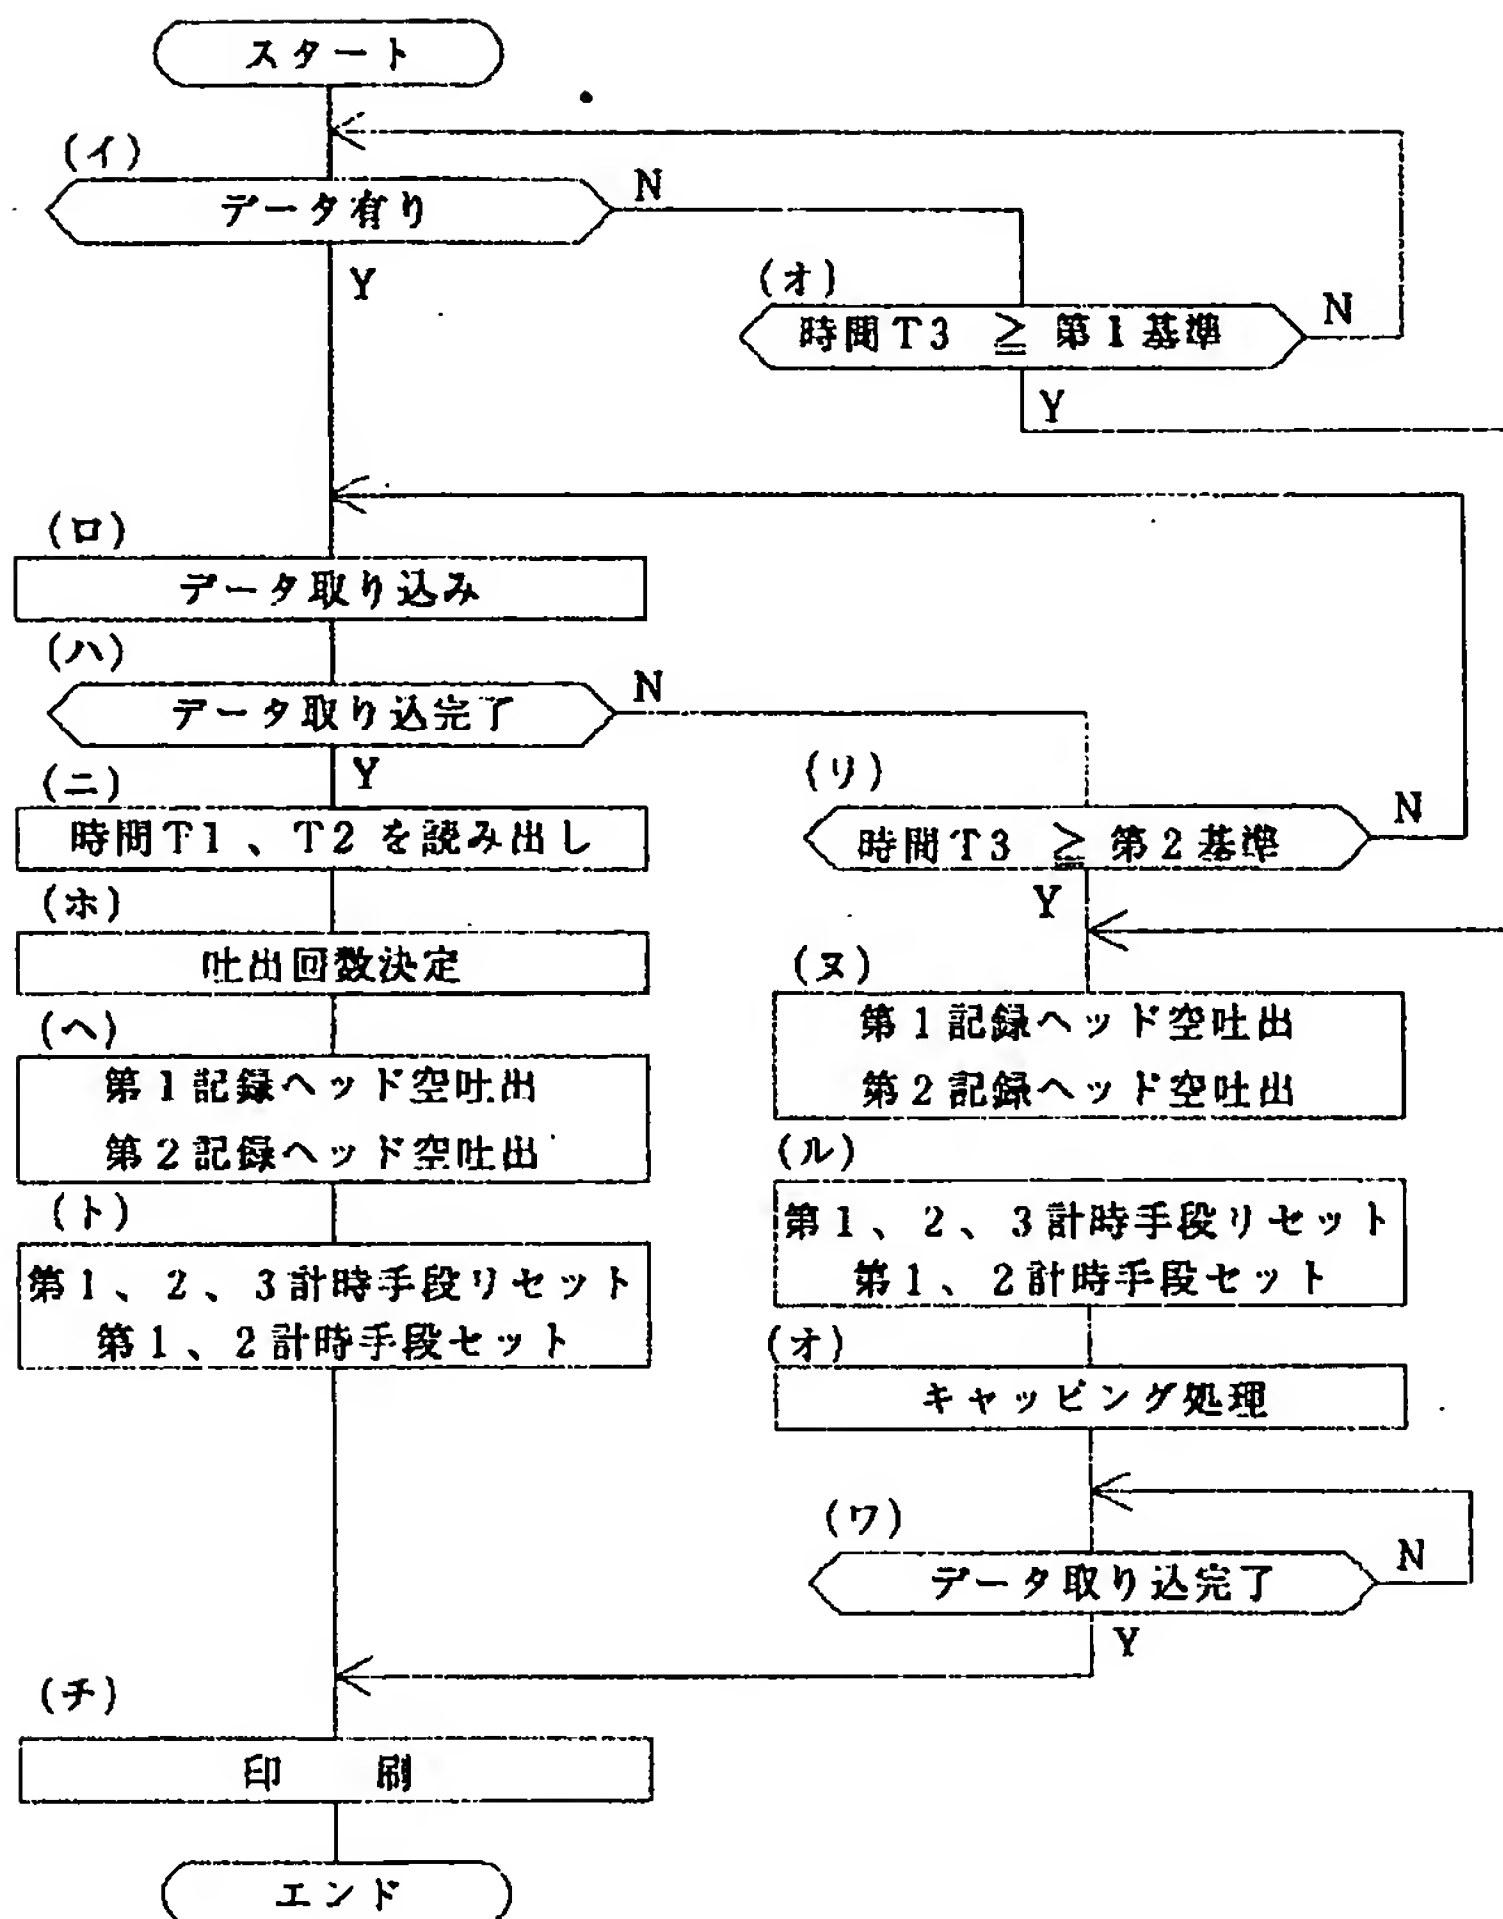 スタート
(イ)
データ有り
N
Y
(オ)
時間T3 ≧ 第1基準
N
Y
(ロ)
データ取り込み
(ハ)
データ取り込完了
N
Y
(ニ)
時間T1、T2を読み出し
(リ)
時間T3 ≧ 第2基準
N
Y
(ホ)
吐出回数決定
(ヌ)
第1記録ヘッド空吐出
第2記録ヘッド空吐出
(ヘ)
第1記録ヘッド空吐出
第2記録ヘッド空吐出
(ル)
第1、2、3計時手段リセット
第1、2計時手段セット
(ト)
第1、2、3計時手段リセット
第1、2計時手段セット
(オ)
キャッピング処理
(ワ)
データ取り込完了
N
Y
(チ)
印 刷
エンド